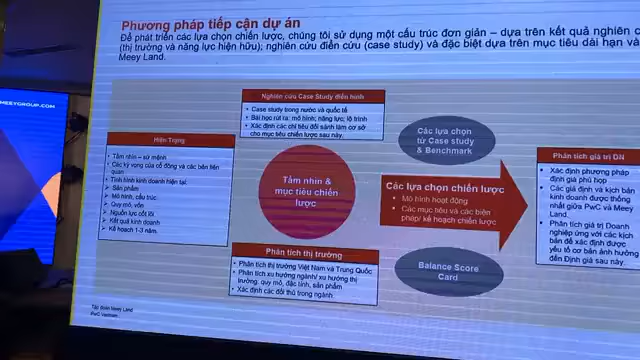 MEEYGROUP.COM
Phương pháp tiếp cận dự án
Để phát triển các lựa chọn chiến lược, chúng tôi sử dụng một cấu trúc đơn giản – dựa trên kết quả nghiên c
(thị trường và năng lực hiện hữu); nghiên cứu điển cứu (case study) và đặc biệt dựa trên mục tiêu dài hạn và
Meey Land.
Hiện Trạng
Tầm nhìn – sứ mệnh
Các kỳ vọng của cổ đông và các bên liên
quan
Tình hình kinh doanh hiện tại:
Sản phẩm
Mô hình, cấu trúc
Quy mô, vốn
Nguồn lực cốt lõi
Kết quả kinh doanh
Kế hoạch 1-3 năm.
Nghiên cứu Case Study điển hình
Case study trong nước và quốc tế
Bài học rút ra: mô hình; năng lực; lộ trình
Xác định các chỉ tiêu đối sánh làm cơ sở
cho mục tiêu chiến lược sau này.
Tầm nhìn &
mục tiêu chiến
lược
Phân tích thị trường
Phân tích thị trường Việt Nam và Trung Quốc
Phân tích xu hướng ngành/ xu hướng thị
trường, quy mô, đặc tính, sản phẩm
Xác định các đối thủ trong ngành
Các lựa chọn
từ Case study
& Benchmark
Các lựa chọn chiến lược
Mô hình hoạt động
Các mục tiêu và các biện
pháp/ kế hoạch chiến lược
Balance Score
Card
Phân tích giá trị DN
Xác định phương pháp
định giá phù hợp
Các giả định và kịch bản
kinh doanh được thống
nhất giữa PwC và Meey
Land.
Phân tích giá trị Doanh
nghiệp ứng với các kịch
bản để xác định được
yếu tố cơ bản ảnh hưởng
đến Định giá sau này.
Tập đoàn Meey Land
PwC Vietnam